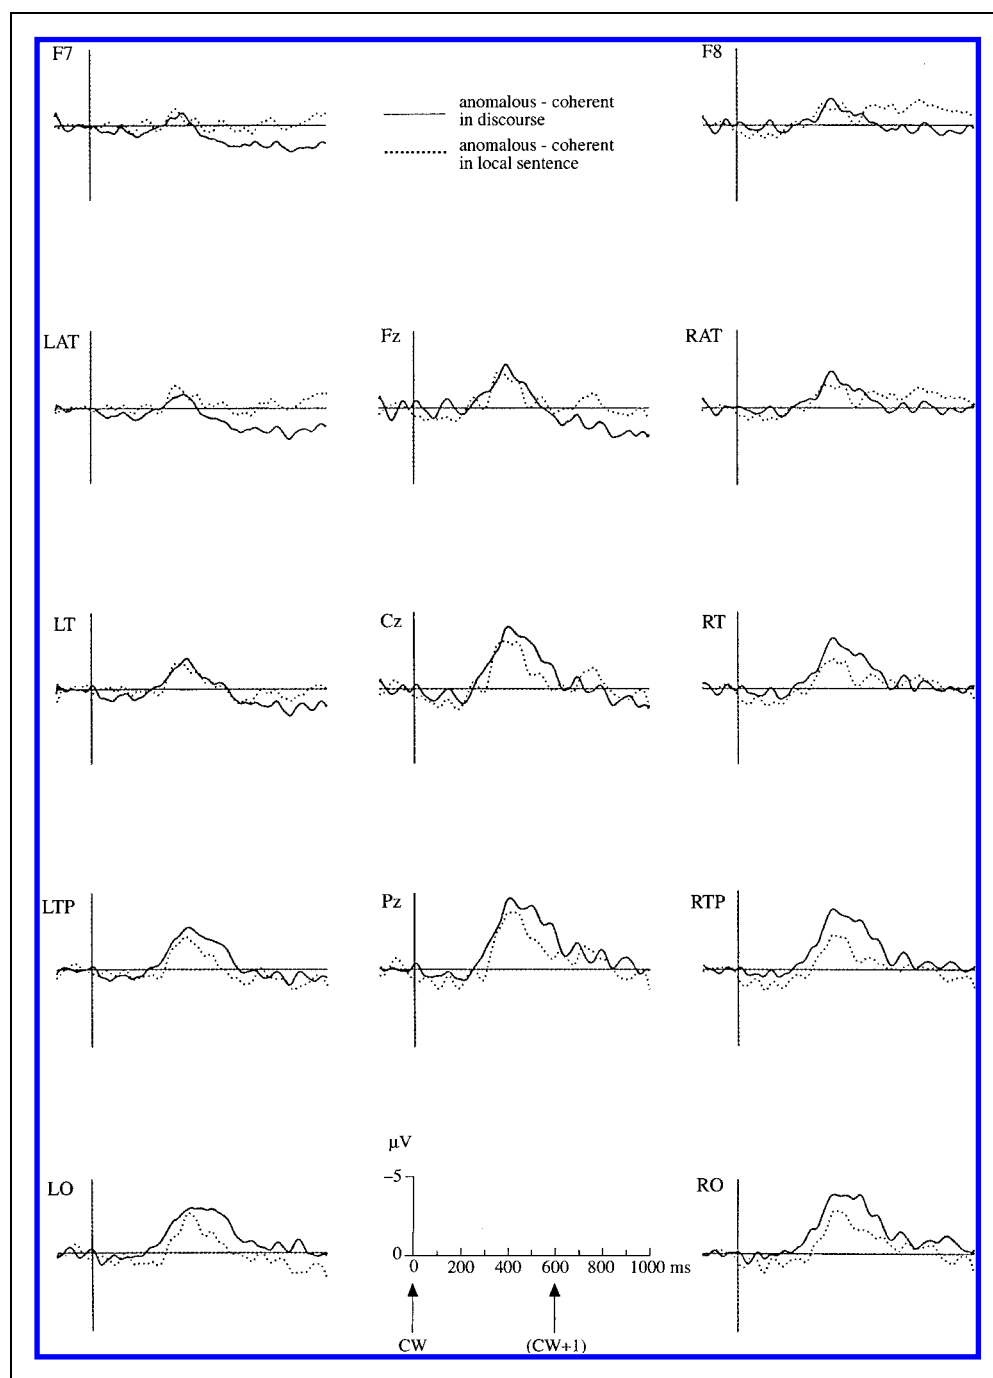 F7
F8
anomalous - coherent
in discourse
anomalous - coherent
in local sentence
LAT
Fz
RAT
LT
Cz
RT
LTP
Pz
RTP
LO
µV
RO
–5
0
0 200 400 600 800 1000 ms
CW
(CW+1)